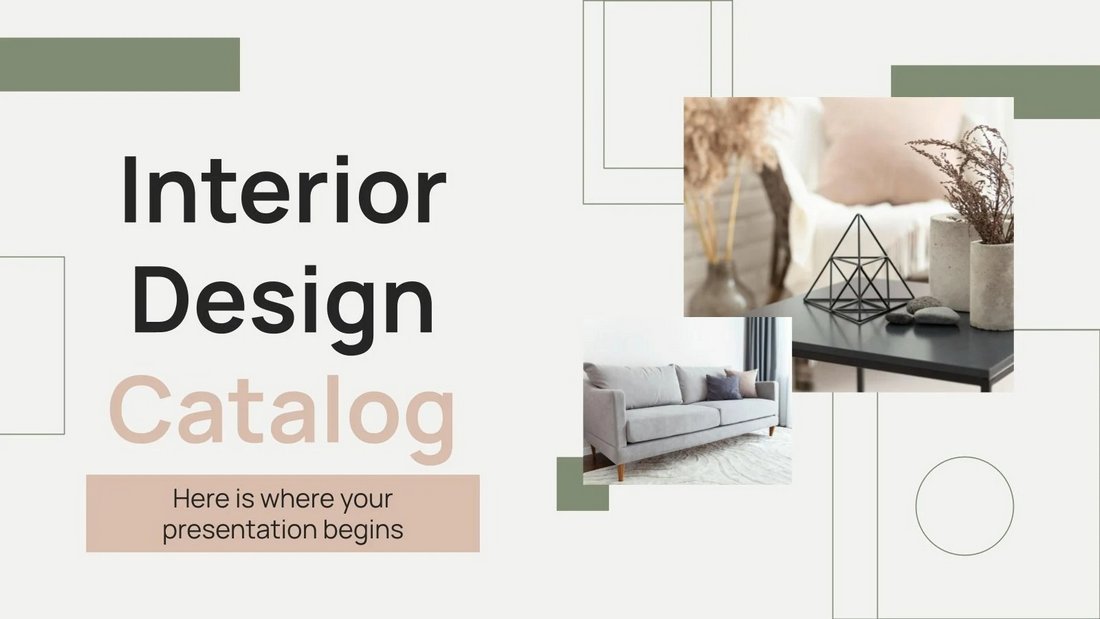 Interior
Design
Catalog
Here is where your
presentation begins